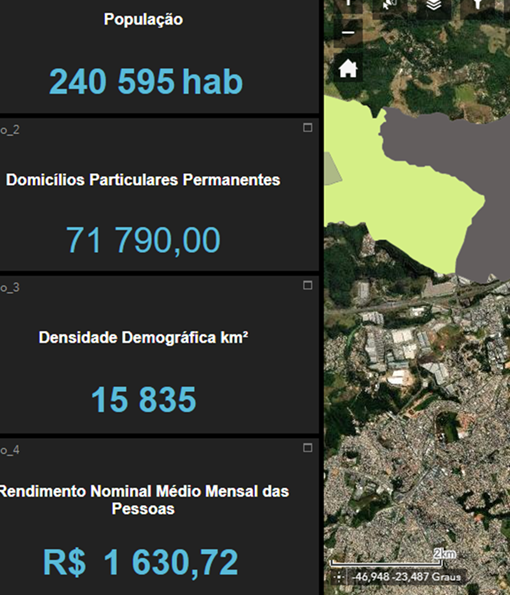 População
240 595 hab
o_2
Domicílios Particulares Permanentes
71 790,00
o_3
Densidade Demográfica km²
15 835
o_4
Rendimento Nominal Médio Mensal das
Pessoas
R$ 1 630,72
2km
-46,948 -23,487 Graus